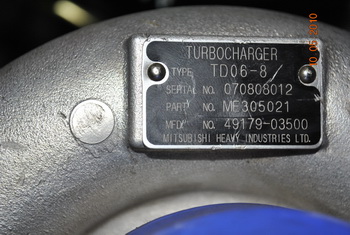 TURBOCHARGER
TYPE TD06-8/
SERIAL NO. 070808012
PART NO. ME305021
MFDL NO. 49179-03500
MITSUBISHI HEAVY INDUSTRIES LTD.
10 05 2010